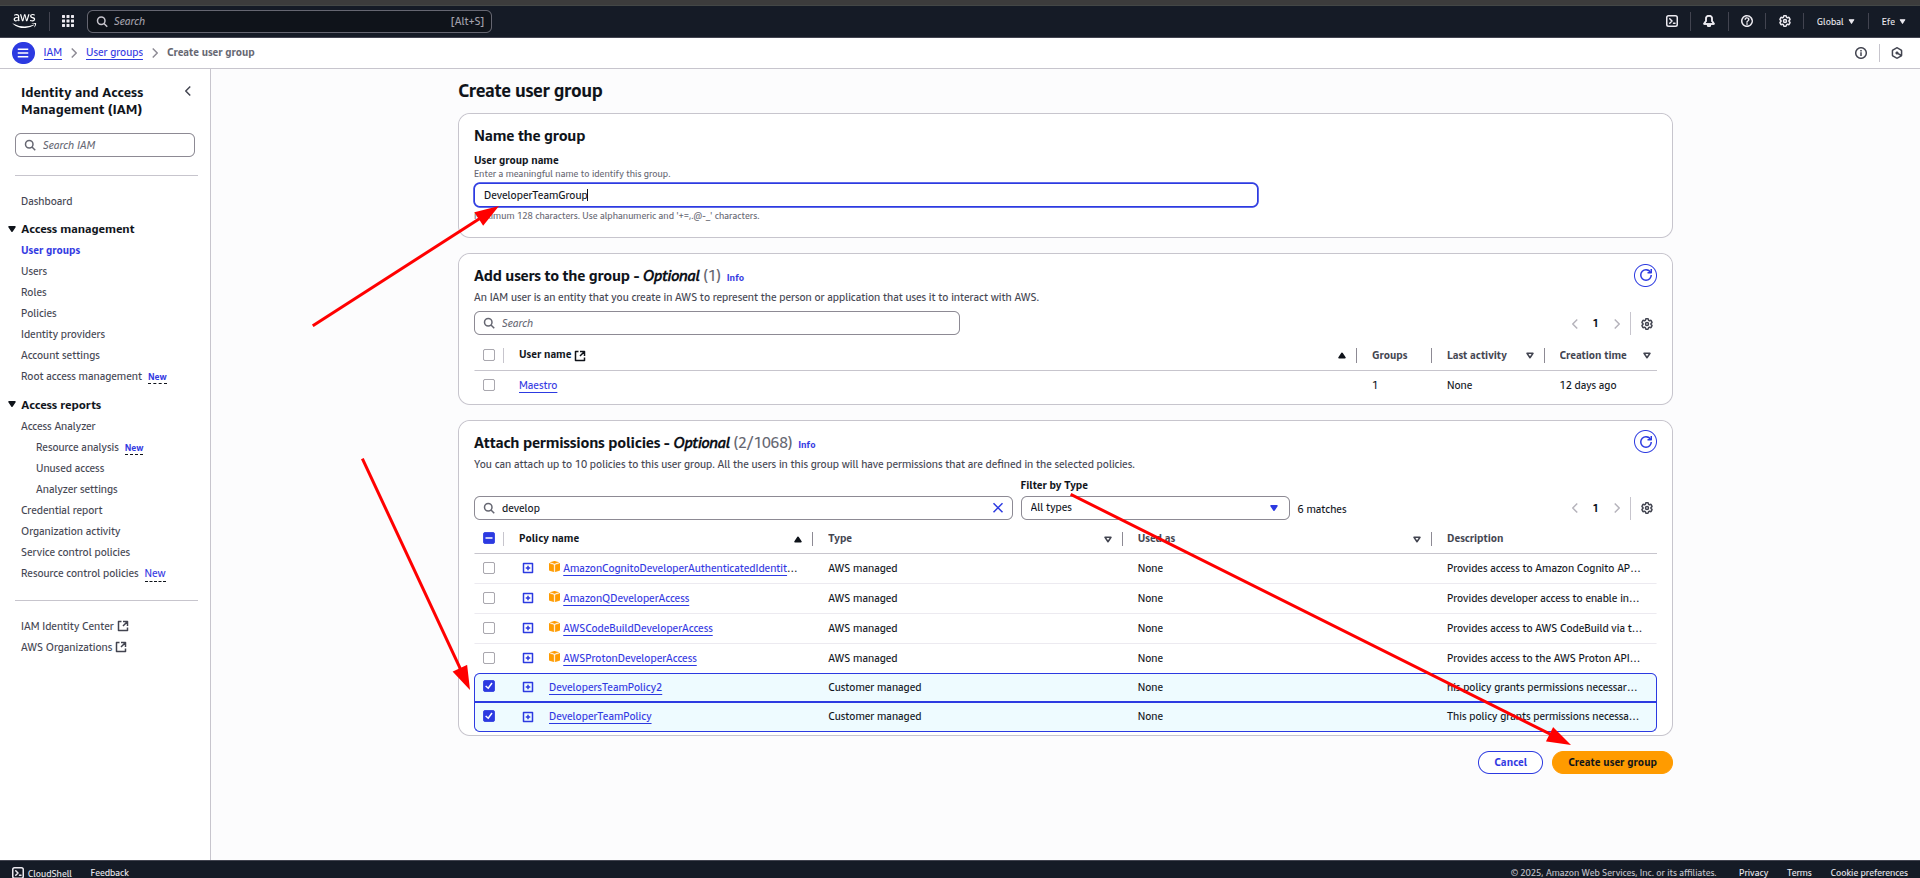 aws
Search [Alt+S]
Global Efe
IAM User groups Create user group
Identity and Access
Management (IAM)
Search IAM
Dashboard
Access management
User groups
Users
Roles
Policies
Identity providers
Account settings
Root access management New
Access reports
Access Analyzer
Resource analysis New
Unused access
Analyzer settings
Credential report
Organization activity
Service control policies
Resource control policies New
IAM Identity Center
AWS Organizations
Create user group
Name the group
User group name
Enter a meaningful name to identify this group.
DeveloperTeamGroup
128 characters. Use alphanumeric and '+=,.@-_' characters.
Add users to the group - Optional (1) Info
An IAM user is an entity that you create in AWS to represent the person or application that uses it to interact with AWS.
Search
1
User name Groups Last activity Creation time
Maestro 1 None 12 days ago
Attach permissions policies - Optional (2/1068) Info
You can attach up to 10 policies to this user group. All the users in this group will have permissions that are defined in the selected policies.
Filter by Type
develop All types 6 matches 1
Policy name Type Used as Description
AmazonCognitoDeveloperAuthenticatedIdentit... AWS managed None Provides access to Amazon Cognito AP...
AmazonQDeveloperAccess AWS managed None Provides developer access to enable in...
AWSCodeBuildDeveloperAccess AWS managed None Provides access to AWS CodeBuild via t...
AWSProtonDeveloperAccess AWS managed None Provides access to the AWS Proton API...
DevelopersTeamPolicy2 Customer managed None his policy grants permissions necessar...
DeveloperTeamPolicy Customer managed None This policy grants permissions necessa...
Cancel Create user group
CloudShell Feedback © 2025, Amazon Web Services, Inc. or its affiliates. Privacy Terms Cookie preferences